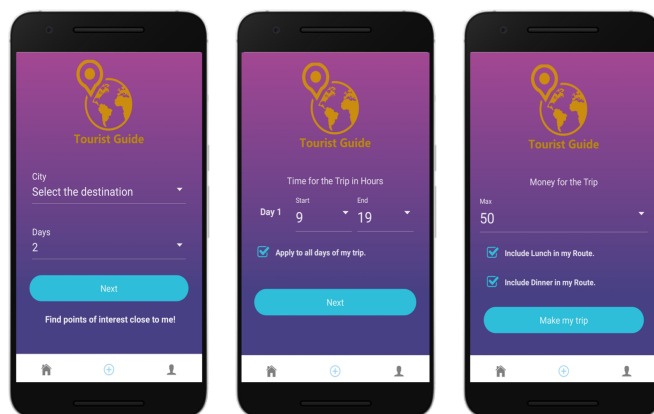 Tourist Guide
City
Select the destination
Days
2
Next
Find points of interest close to me!
Tourist Guide
Time for the Trip in Hours
Start End
Day 1 9 19
Apply to all days of my trip.
Next
Tourist Guide
Money for the Trip
Max
50
Include Lunch in my Route.
Include Dinner in my Route.
Make my trip